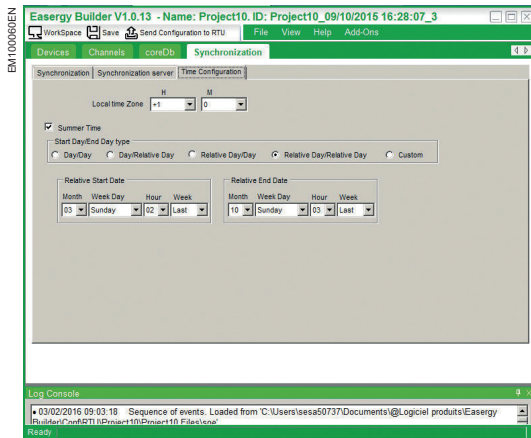 EM100060EN
Easergy Builder V1.0.13 - Name: Project10. ID: Project10_09/10/2015 16:28:07_3
WorkSpace Save Send Configuration to RTU File View Help Add-Ons
Devices Channels coreDb Synchronization
Synchronization Synchronization server Time Configuration
H M
Local time Zone +1 0
Summer Time
Start Day/End Day type
Day/Day Day/Relative Day Relative Day/Day Relative Day/Relative Day Custom
Relative Start Date Relative End Date
Month Week Day Hour Week Month Week Day Hour Week
03 Sunday 02 Last 10 Sunday 03 Last
Log Console
• 03/02/2016 09:03:18 Sequence of events. Loaded from 'C:\Users\sesa50737\Documents\@Logiciel produits\Easergy
Builder\Conf\RTU\Project10\Project10 Files\soe'
Ready